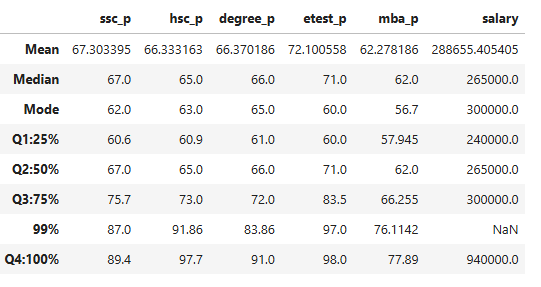 ssc_p hsc_p degree_p etest_p mba_p salary
Mean 67.303395 66.333163 66.370186 72.100558 62.278186 288655.405405
Median 67.0 65.0 66.0 71.0 62.0 265000.0
Mode 62.0 63.0 65.0 60.0 56.7 300000.0
Q1:25% 60.6 60.9 61.0 60.0 57.945 240000.0
Q2:50% 67.0 65.0 66.0 71.0 62.0 265000.0
Q3:75% 75.7 73.0 72.0 83.5 66.255 300000.0
99% 87.0 91.86 83.86 97.0 76.1142 NaN
Q4:100% 89.4 97.7 91.0 98.0 77.89 940000.0